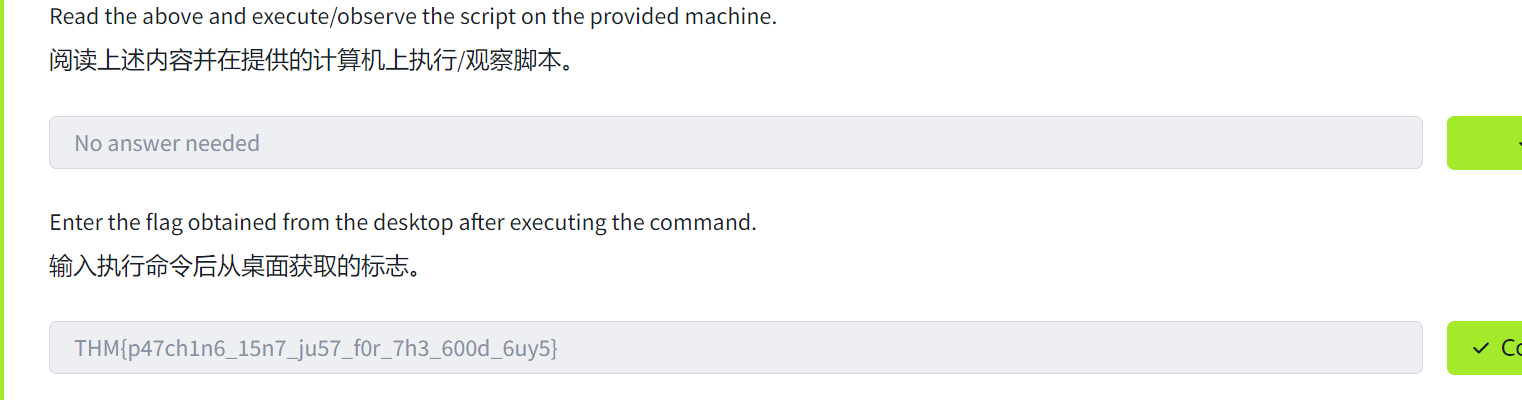 Read the above and execute/observe the script on the provided machine.
阅读上述内容并在提供的计算机上执行/观察脚本。
No answer needed
Enter the flag obtained from the desktop after executing the command.
输入执行命令后从桌面获取的标志。
THM{p47ch1n6_15n7_ju57_f0r_7h3_600d_6uy5}
✓ Co